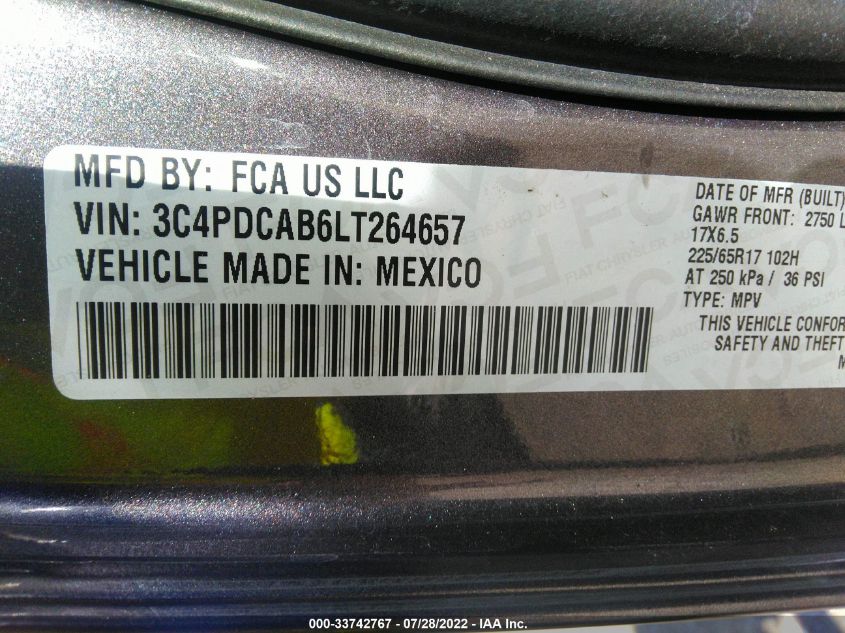 MFD BY: FCA US LLC
VIN: 3C4PDCAB6LT264657
VEHICLE MADE IN: MEXICO
DATE OF MFR (BUILT)
GAWR FRONT: 2750 L
17X6.5
225/65R17 102H
AT 250 kPa / 36 PSI
TYPE: MPV
THIS VEHICLE CONFOR
SAFETY AND THEFT
M
000-33742767 / 07/28/2022 - IAA Inc.